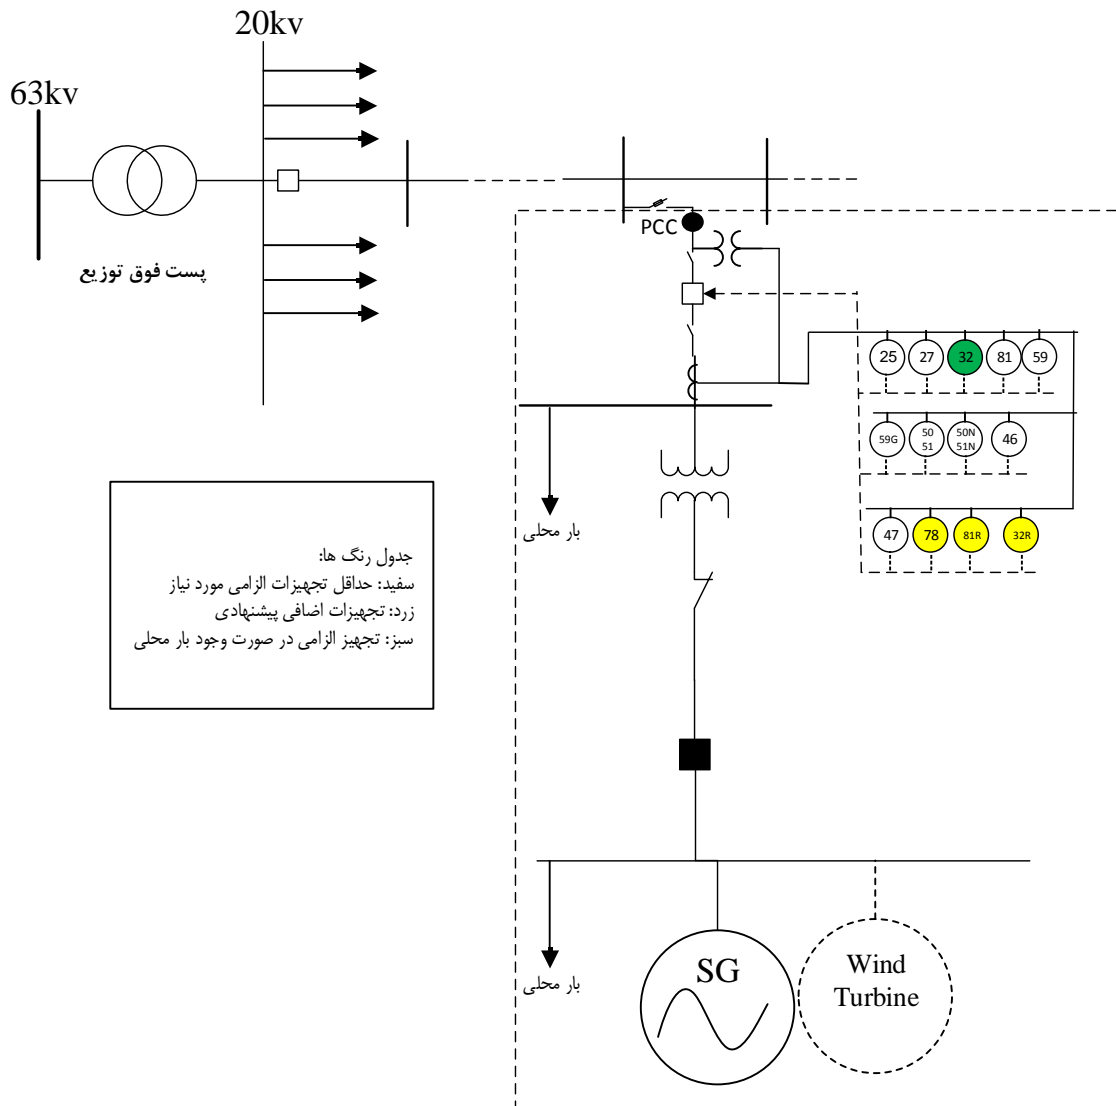 20kv
63kv
پست فوق توزیع
PCC
25
27
32
81
59
59G
50
51
50N
51N
46
47
78
81R
32R
بار محلی
جدول رنگ ها:
سفید: حداقل تجهیزات الزامی مورد نیاز
زرد: تجهیزات اضافی پیشنهادی
سبز: تجهیز الزامی در صورت وجود بار محلی
بار محلی
SG
Wind
Turbine